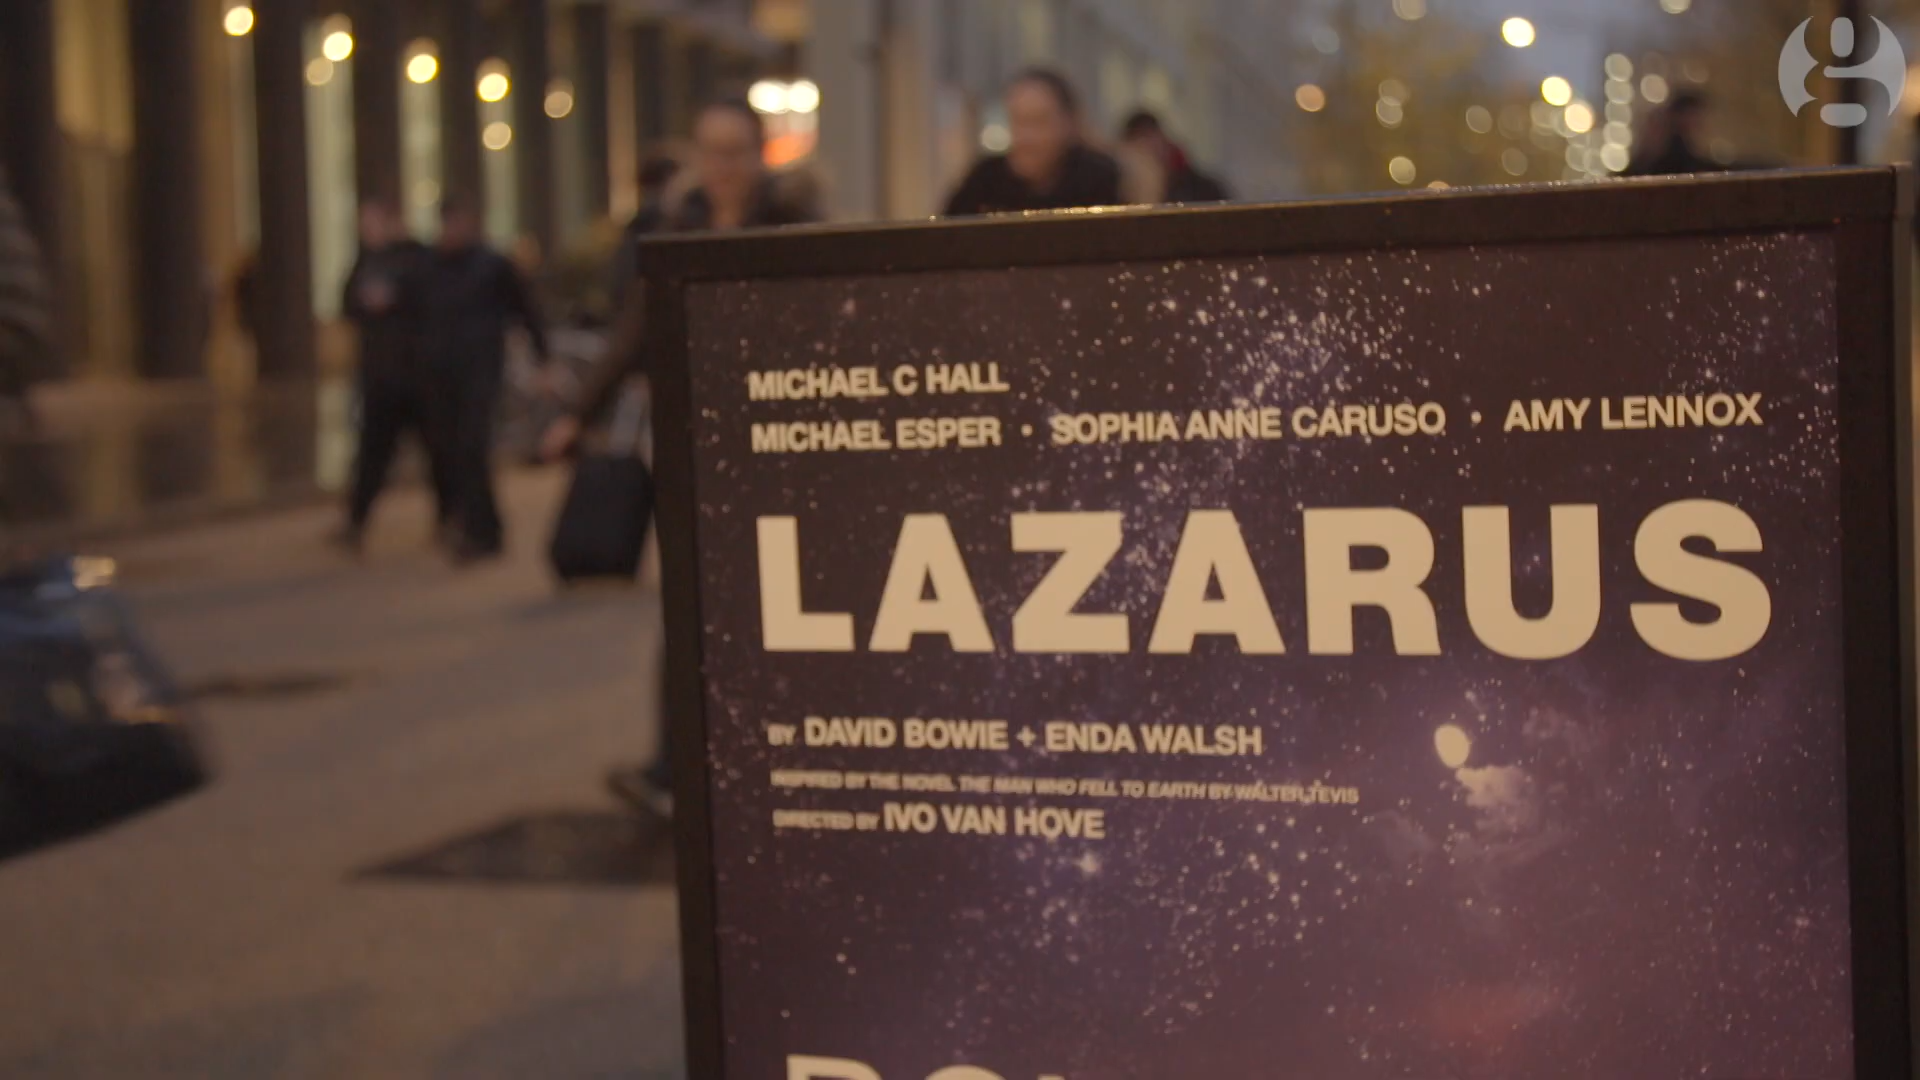 MICHAEL C HALL
MICHAEL ESPER • SOPHIA ANNE CARUSO • AMY LENNOX
LAZARUS
BY DAVID BOWIE + ENDA WALSH
INSPIRED BY THE NOVEL THE MAN WHO FELL TO EARTH BY WALTER TEVIS
DIRECTED BY IVO VAN HOVE